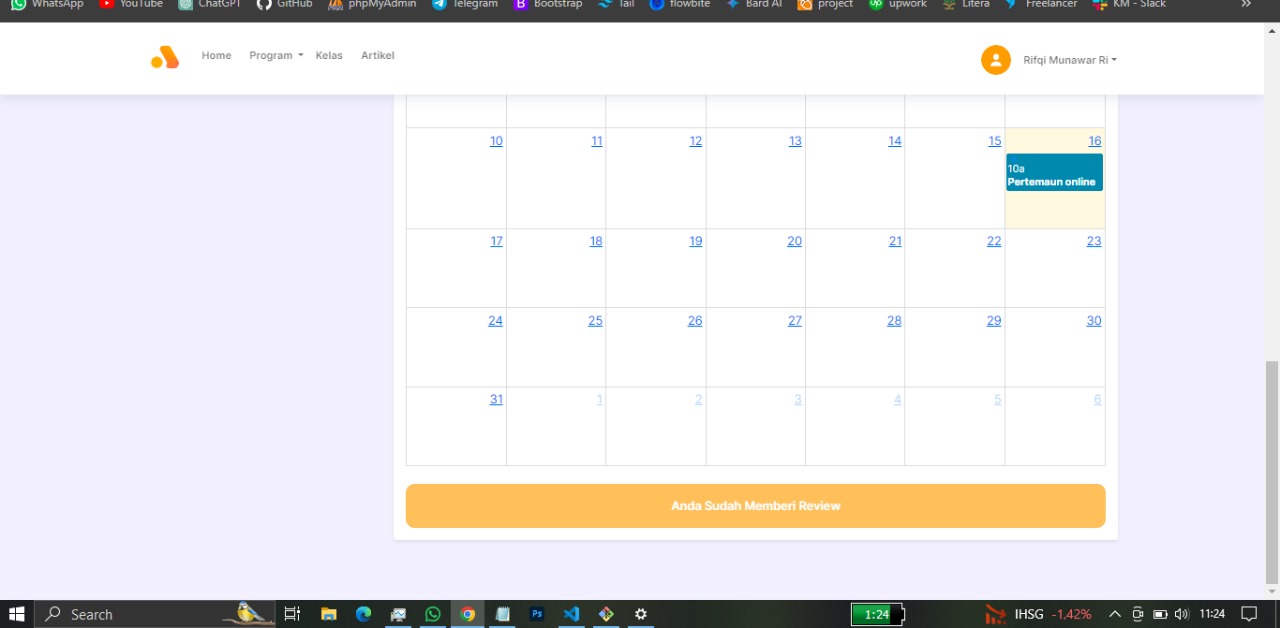 WhatsApp YouTube ChatGPT GitHub phpMyAdmin Telegram Bootstrap Tail flowbite Bard AI project upwork Litera Freelancer KM - Slack »
Home Program Kelas Artikel Rifqi Munawar Ri
10 11 12 13 14 15 16
10a
Pertemaun online
17 18 19 20 21 22 23
24 25 26 27 28 29 30
31 1 2 3 4 5 6
Anda Sudah Memberi Review
Search 1:24 IHSG -1,42% 11:24